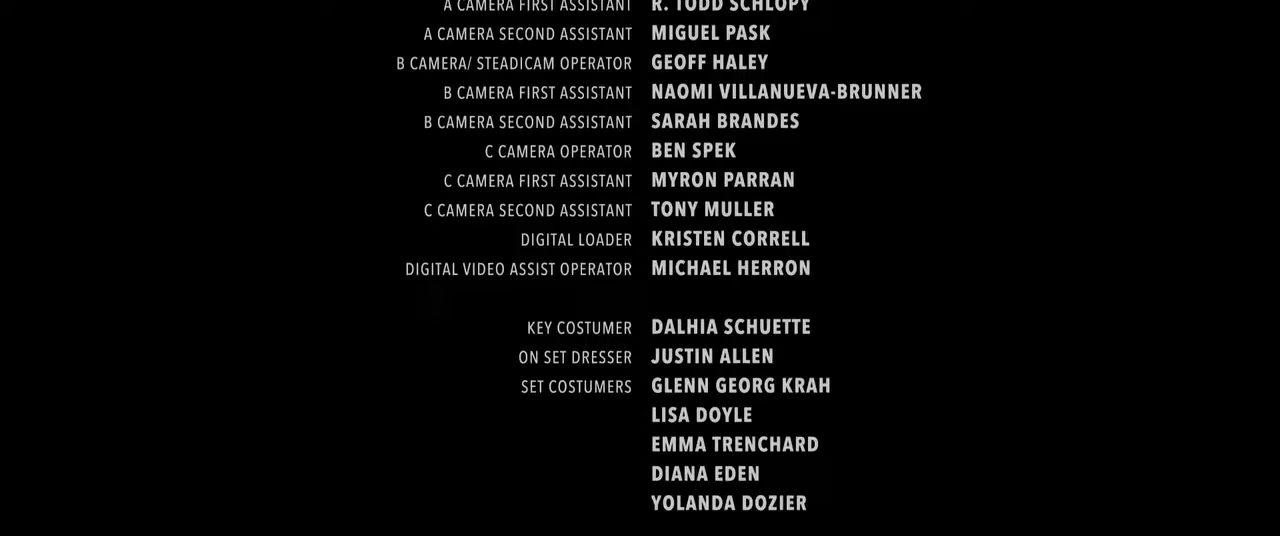 A CAMERA FIRST ASSISTANT R. TODD SCHLOPY
A CAMERA SECOND ASSISTANT MIGUEL PASK
B CAMERA/ STEADICAM OPERATOR GEOFF HALEY
B CAMERA FIRST ASSISTANT NAOMI VILLANUEVA-BRUNNER
B CAMERA SECOND ASSISTANT SARAH BRANDES
C CAMERA OPERATOR BEN SPEK
C CAMERA FIRST ASSISTANT MYRON PARRAN
C CAMERA SECOND ASSISTANT TONY MULLER
DIGITAL LOADER KRISTEN CORRELL
DIGITAL VIDEO ASSIST OPERATOR MICHAEL HERRON
KEY COSTUMER DALHIA SCHUETTE
ON SET DRESSER JUSTIN ALLEN
SET COSTUMERS GLENN GEORG KRAH
LISA DOYLE
EMMA TRENCHARD
DIANA EDEN
YOLANDA DOZIER